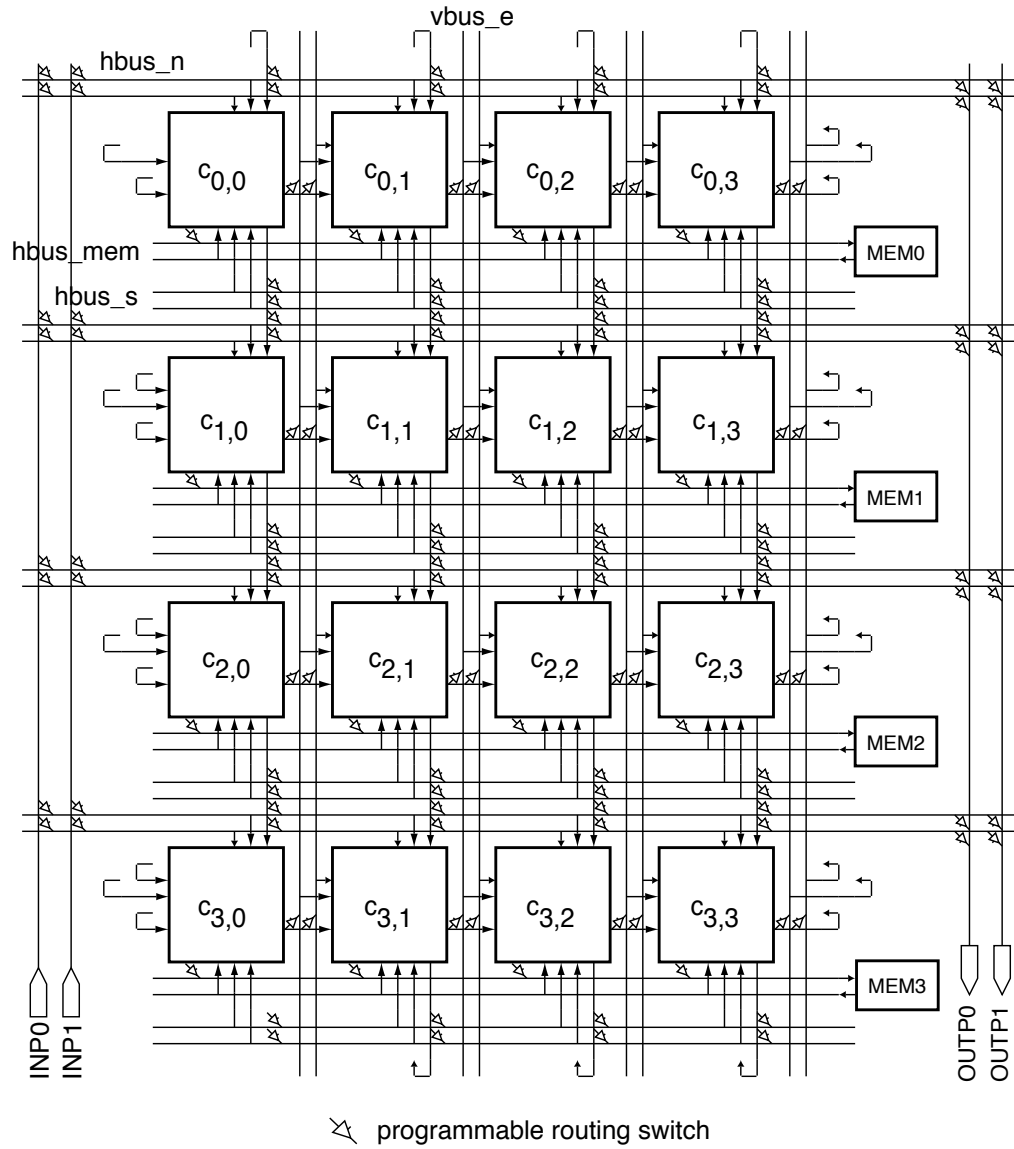 vbus_e
hbus_n
c0,0 c0,1 c0,2 c0,3
hbus_mem
MEM0
hbus_s
c1,0 c1,1 c1,2 c1,3
MEM1
c2,0 c2,1 c2,2 c2,3
MEM2
c3,0 c3,1 c3,2 c3,3
MEM3
INP0
INP1
OUTP0
OUTP1
programmable routing switch